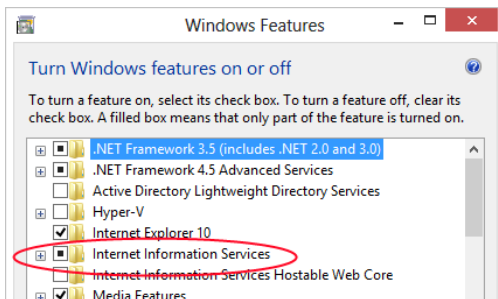 Windows Features
Turn Windows features on or off
To turn a feature on, select its check box. To turn a feature off, clear its
check box. A filled box means that only part of the feature is turned on.
.NET Framework 3.5 (includes .NET 2.0 and 3.0)
.NET Framework 4.5 Advanced Services
Active Directory Lightweight Directory Services
Hyper-V
Internet Explorer 10
Internet Information Services
Internet Information Services Hostable Web Core
Media Features